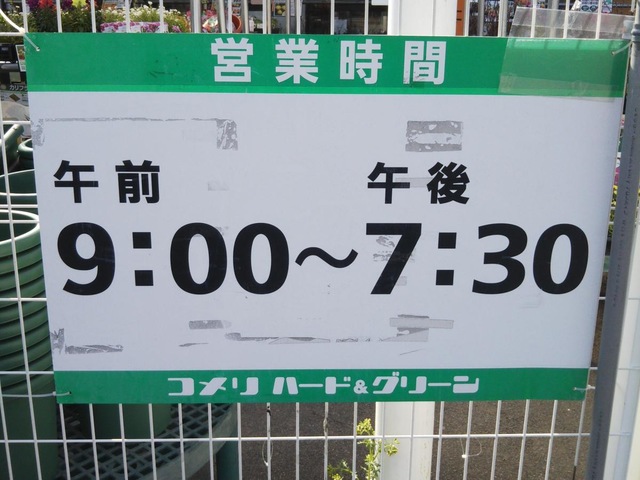 営業時間
午前 午後
9:00～7:30
コメリ ハード&グリーン